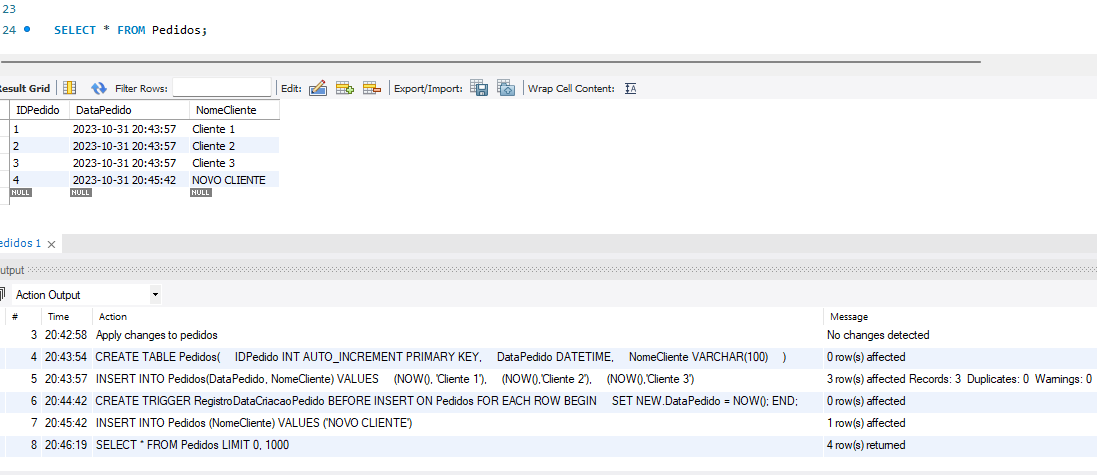 23
24 SELECT * FROM Pedidos;
Result Grid Filter Rows: Edit: Export/Import: Wrap Cell Content:
IDPedido DataPedido NomeCliente
1 2023-10-31 20:43:57 Cliente 1
2 2023-10-31 20:43:57 Cliente 2
3 2023-10-31 20:43:57 Cliente 3
4 2023-10-31 20:45:42 NOVO CLIENTE
NULL NULL NULL
edidos 1
utput
Action Output
# Time Action Message
3 20:42:58 Apply changes to pedidos No changes detected
4 20:43:54 CREATE TABLE Pedidos( IDPedido INT AUTO_INCREMENT PRIMARY KEY, DataPedido DATETIME, NomeCliente VARCHAR(100) ) 0 row(s) affected
5 20:43:57 INSERT INTO Pedidos(DataPedido, NomeCliente) VALUES (NOW(), 'Cliente 1'), (NOW(),'Cliente 2'), (NOW(),'Cliente 3') 3 row(s) affected Records: 3 Duplicates: 0 Warnings: 0
6 20:44:42 CREATE TRIGGER RegistroDataCriacaoPedido BEFORE INSERT ON Pedidos FOR EACH ROW BEGIN SET NEW.DataPedido = NOW(); END; 0 row(s) affected
7 20:45:42 INSERT INTO Pedidos (NomeCliente) VALUES ('NOVO CLIENTE') 1 row(s) affected
8 20:46:19 SELECT * FROM Pedidos LIMIT 0, 1000 4 row(s) returned